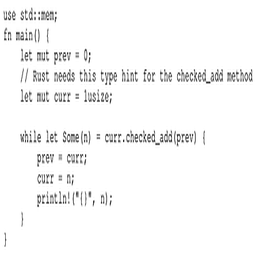 use std::mem;
fn main() {
    let mut prev = 0;
    // Rust needs this type hint for the checked_add method
    let mut curr = 1usize;

    while let Some(n) = curr.checked_add(prev) {
        prev = curr;
        curr = n;
        println!("{}", n);
    }
}